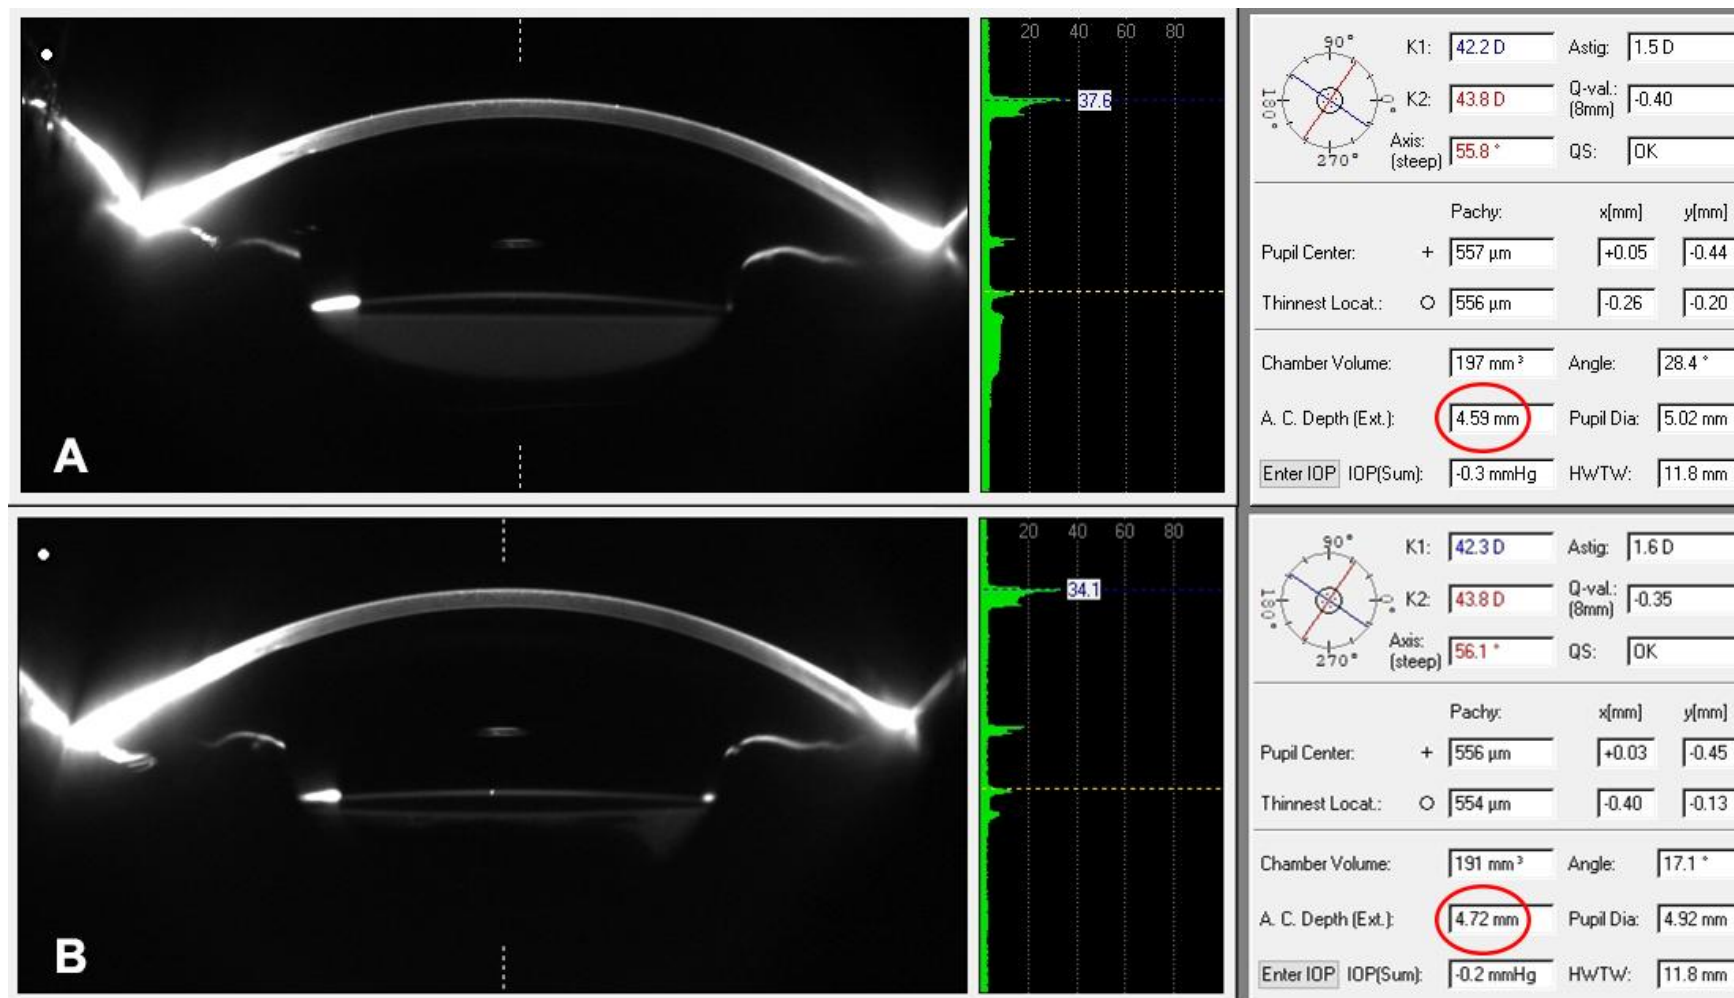 20 40 60 80
37.6
A
90°
180°
0°
270°
K1: 42.2 D Astig: 1.5 D
K2: 43.8 D Q-val.: (8mm) -0.40
Axis: (steep) 55.8 ° QS: OK
Pachy: x[mm] y[mm]
Pupil Center: + 557 µm +0.05 -0.44
Thinnest Locat.: O 556 µm -0.26 -0.20
Chamber Volume: 197 mm³ Angle: 28.4 °
A. C. Depth (Ext.): 4.59 mm Pupil Dia: 5.02 mm
Enter IOP IOP(Sum): -0.3 mmHg HWTW: 11.8 mm
20 40 60 80
34.1
B
90°
180°
0°
270°
K1: 42.3 D Astig: 1.6 D
K2: 43.8 D Q-val.: (8mm) -0.35
Axis: (steep) 56.1 ° QS: OK
Pachy: x[mm] y[mm]
Pupil Center: + 556 µm +0.03 -0.45
Thinnest Locat.: O 554 µm -0.40 -0.13
Chamber Volume: 191 mm³ Angle: 17.1 °
A. C. Depth (Ext.): 4.72 mm Pupil Dia: 4.92 mm
Enter IOP IOP(Sum): -0.2 mmHg HWTW: 11.8 mm